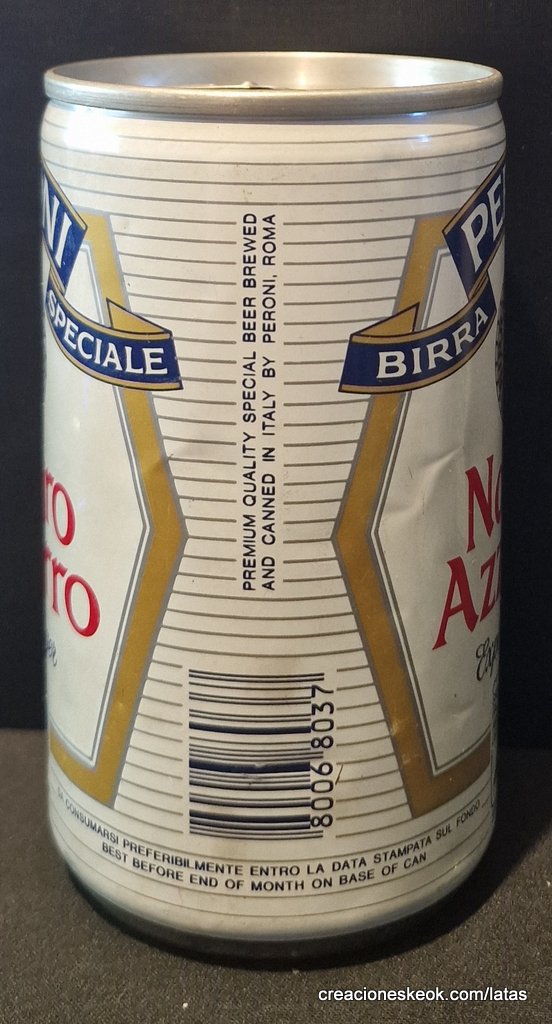 NI
SPECIALE
PE
BIRRA
PREMIUM QUALITY SPECIAL BEER BREWED
AND CANNED IN ITALY BY PERONI, ROMA
ro
rro
N
AZ
8006 8037
DA CONSUMARSI PREFERIBILMENTE ENTRO LA DATA STAMPATA SUL FONDO
BEST BEFORE END OF MONTH ON BASE OF CAN
creacioneskeok.com/latas